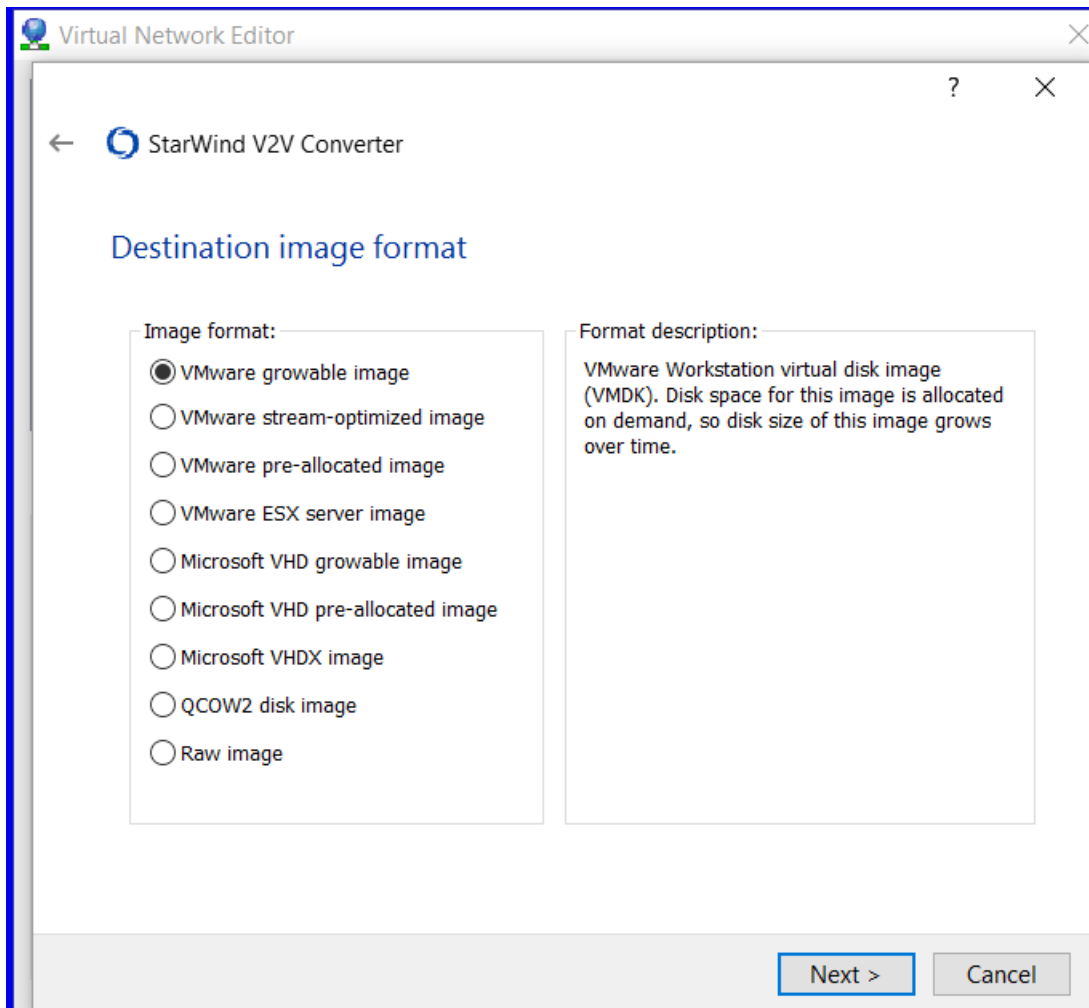 Virtual Network Editor
?
StarWind V2V Converter
Destination image format
Image format:
VMware growable image
VMware stream-optimized image
VMware pre-allocated image
VMware ESX server image
Microsoft VHD growable image
Microsoft VHD pre-allocated image
Microsoft VHDX image
QCOW2 disk image
Raw image
Format description:
VMware Workstation virtual disk image
(VMDK). Disk space for this image is allocated
on demand, so disk size of this image grows
over time.
Next >
Cancel